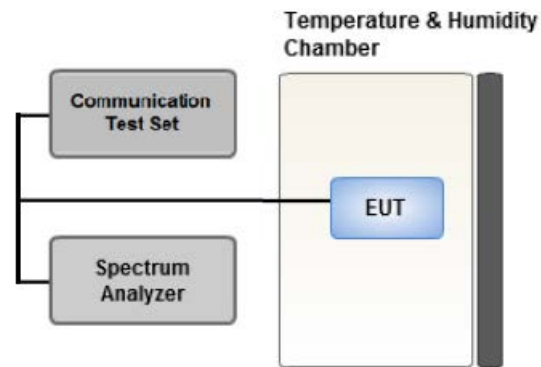 Temperature & Humidity
Chamber
Communication
Test Set
EUT
Spectrum
Analyzer